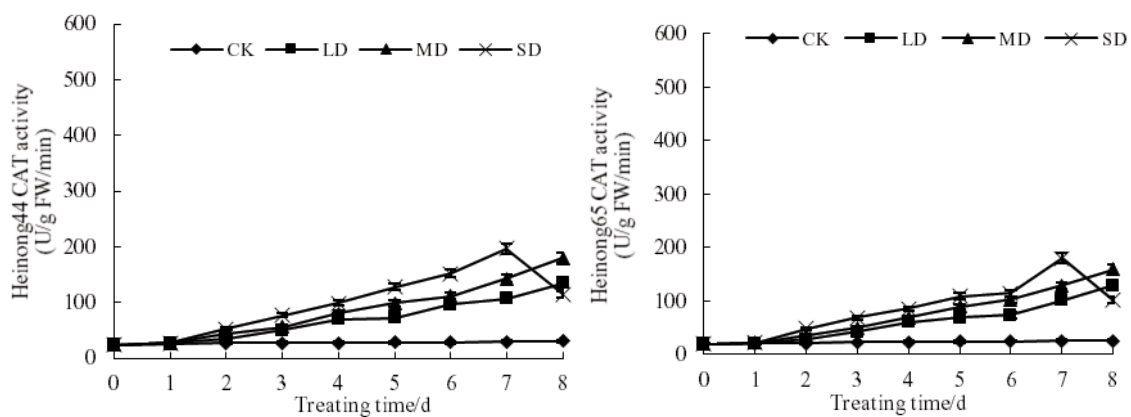 600
500
400
300
200
100
0
Heinong44 CAT activity
(U/g FW/min)
CK LD MD SD
0 1 2 3 4 5 6 7 8
Treating time/d
600
500
400
300
200
100
0
Heinong65 CAT activity
(U/g FW/min)
CK LD MD SD
0 1 2 3 4 5 6 7 8
Treating time/d